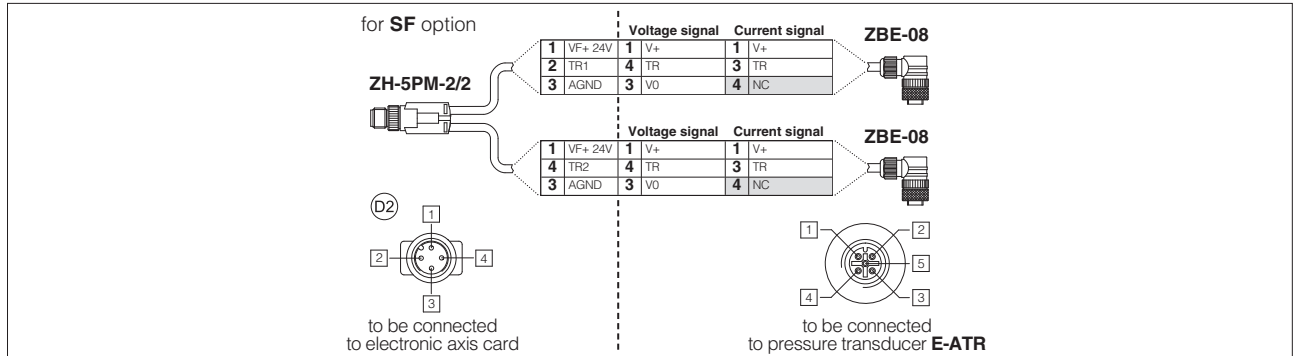 for SF option
ZH-5PM-2/2
Voltage signal Current signal
ZBE-08
1 VF+ 24V 1 V+ 1 V+
2 TR1 4 TR 3 TR
3 AGND 3 V0 4 NC
Voltage signal Current signal
ZBE-08
1 VF+ 24V 1 V+ 1 V+
4 TR2 4 TR 3 TR
3 AGND 3 V0 4 NC
D2
1
2 4
3
to be connected
to electronic axis card
1 2
5
4 3
to be connected
to pressure transducer E-ATR